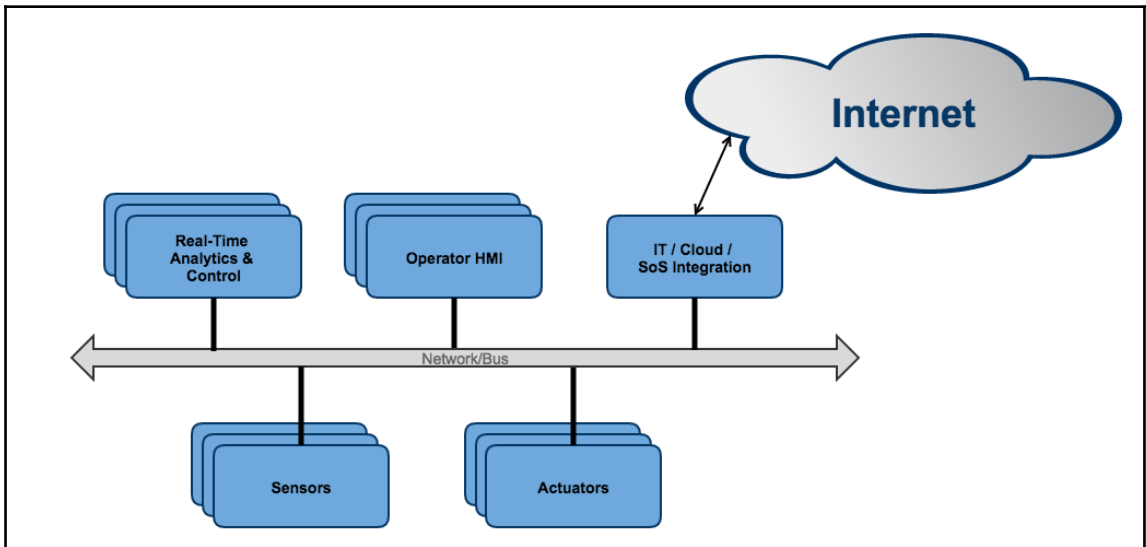 Internet
Real-Time
Analytics &
Control
Operator HMI
IT / Cloud /
SoS Integration
Network/Bus
Sensors
Actuators